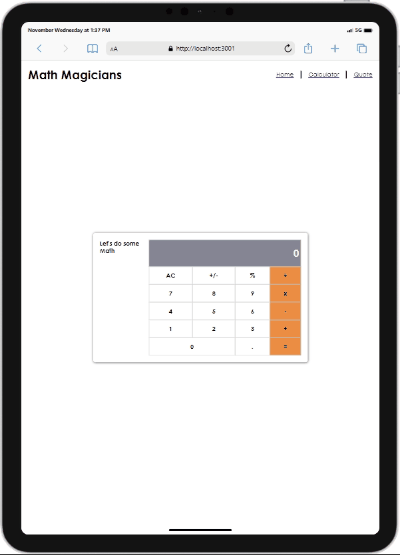 November Wednesday at 1:37 PM
5G
AA
http://localhost:3001
Math Magicians
Home | Calculator | Quote
Let's do some
Math
0
AC +/- % ÷
7 8 9 x
4 5 6 -
1 2 3 +
0 . =